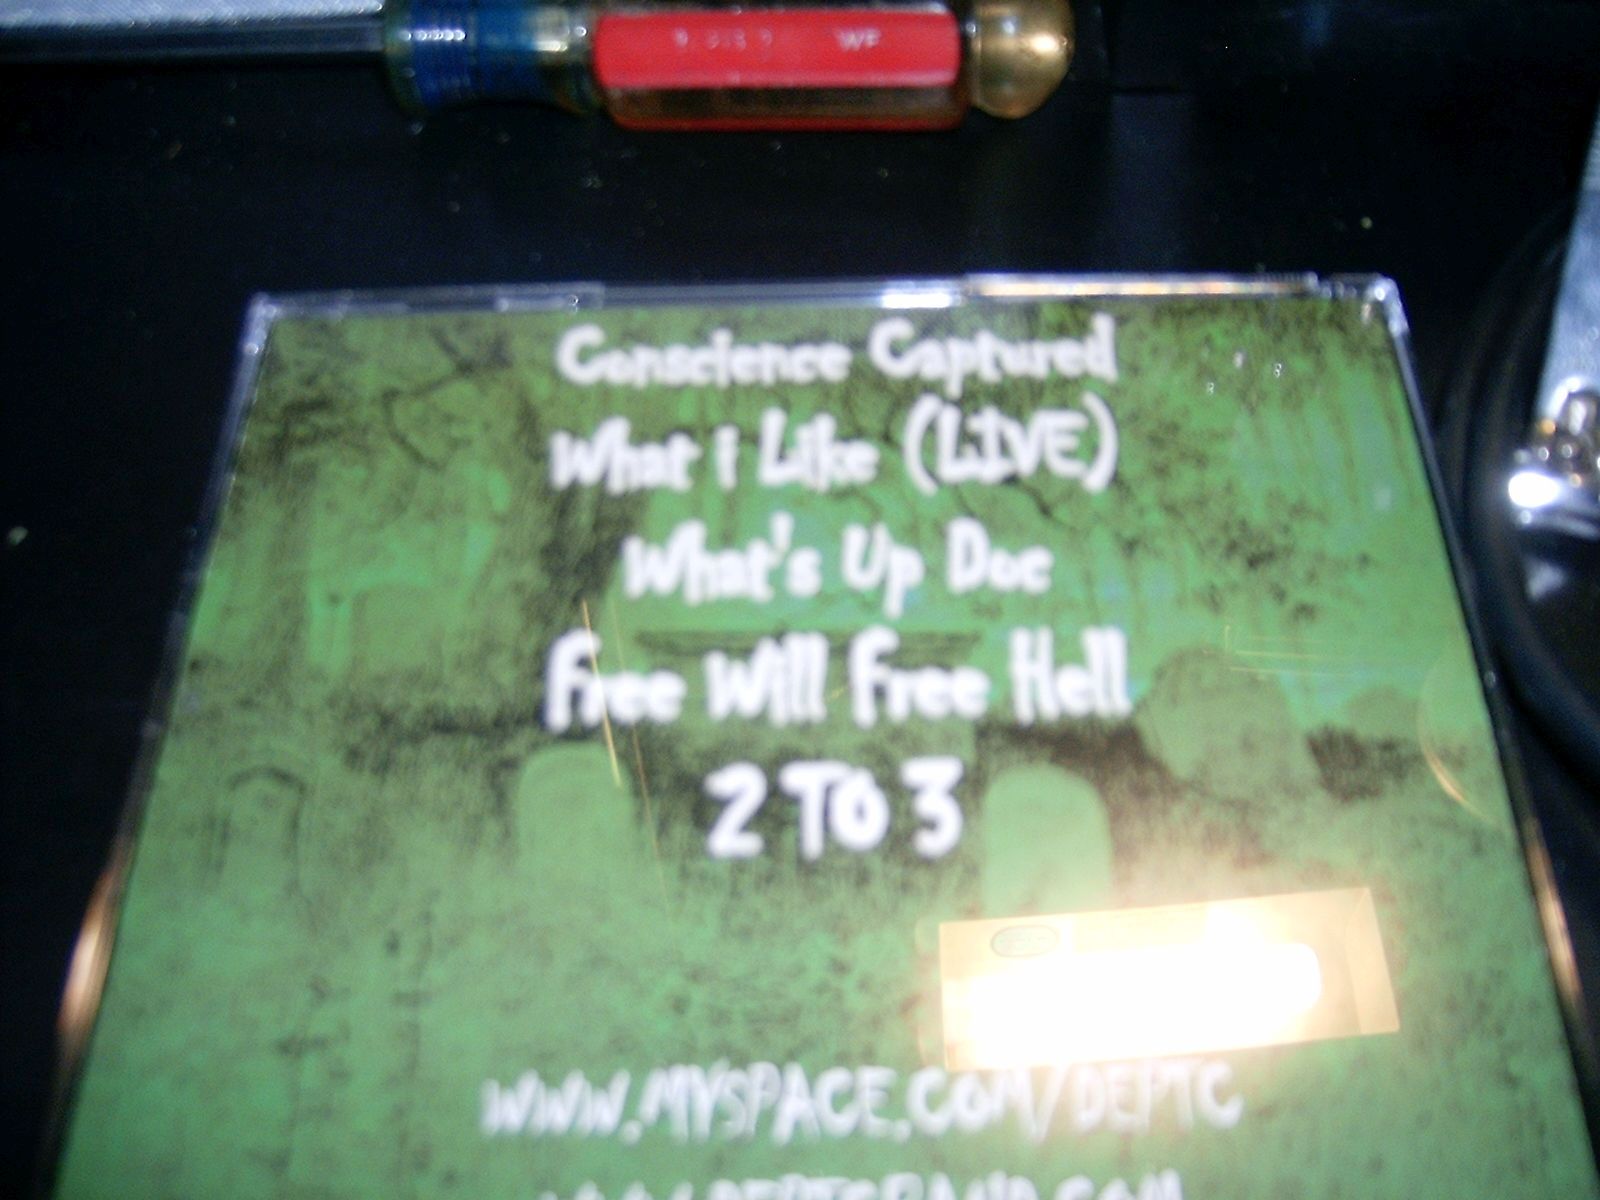 Conscience Captured
What i Like (LIVE)
What's Up Doc
Free Will Free Hell
2 TO 3
WWW.MYSPACE.COM/DEPTC